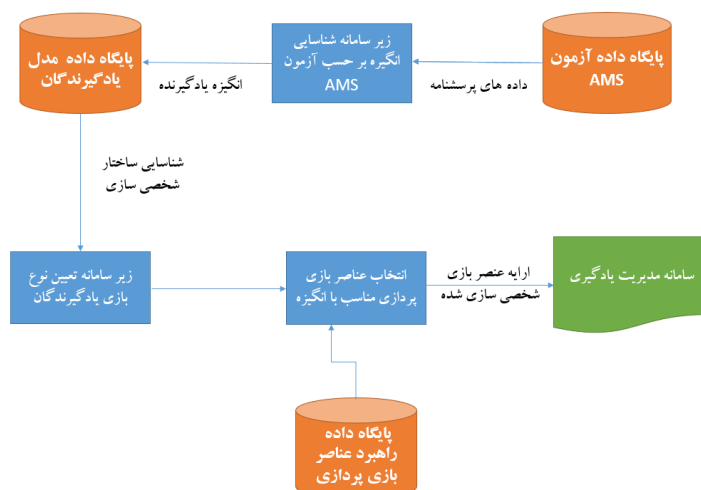 پایگاه داده آزمون
AMS
داده های پرسشنامه
زیر سامانه شناسایی
انگیزه بر حسب آزمون
AMS
انگیزه یادگیرنده
پایگاه داده مدل
یادگیرندگان
شناسایی ساختار
شخصی سازی
زیر سامانه تعیین نوع
بازی یادگیرندگان
انتخاب عناصر بازی
پردازی مناسب با انگیزه
ارایه عنصر بازی
شخصی سازی شده
سامانه مدیریت یادگیری
پایگاه داده
راهبرد عناصر
بازی پردازی